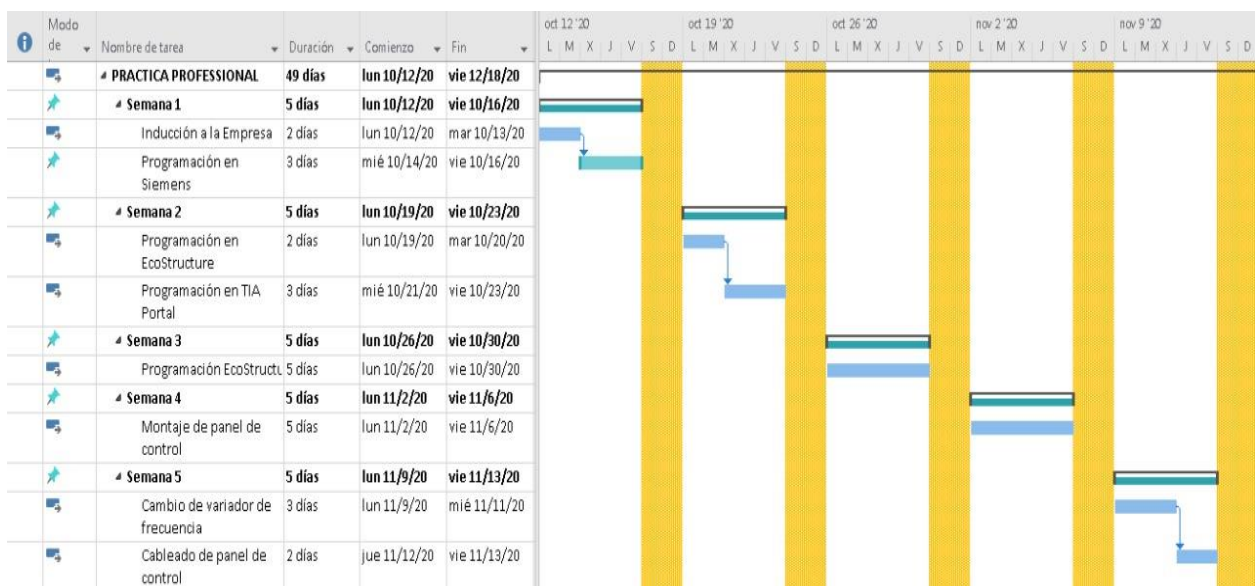 Modo de
Nombre de tarea
Duración
Comienzo
Fin
oct 12 '20
oct 19 '20
oct 26 '20
nov 2 '20
nov 9 '20
L M X J V S D L M X J V S D L M X J V S D L M X J V S D L M X J V S D
PRACTICA PROFESSIONAL 49 días lun 10/12/20 vie 12/18/20
Semana 1 5 días lun 10/12/20 vie 10/16/20
Inducción a la Empresa 2 días lun 10/12/20 mar 10/13/20
Programación en 3 días mié 10/14/20 vie 10/16/20
Siemens
Semana 2 5 días lun 10/19/20 vie 10/23/20
Programación en 2 días lun 10/19/20 mar 10/20/20
EcoStructure
Programación en TIA 3 días mié 10/21/20 vie 10/23/20
Portal
Semana 3 5 días lun 10/26/20 vie 10/30/20
Programación EcoStructu 5 días lun 10/26/20 vie 10/30/20
Semana 4 5 días lun 11/2/20 vie 11/6/20
Montaje de panel de 5 días lun 11/2/20 vie 11/6/20
control
Semana 5 5 días lun 11/9/20 vie 11/13/20
Cambio de variador de 3 días lun 11/9/20 mié 11/11/20
frecuencia
Cableado de panel de 2 días jue 11/12/20 vie 11/13/20
control